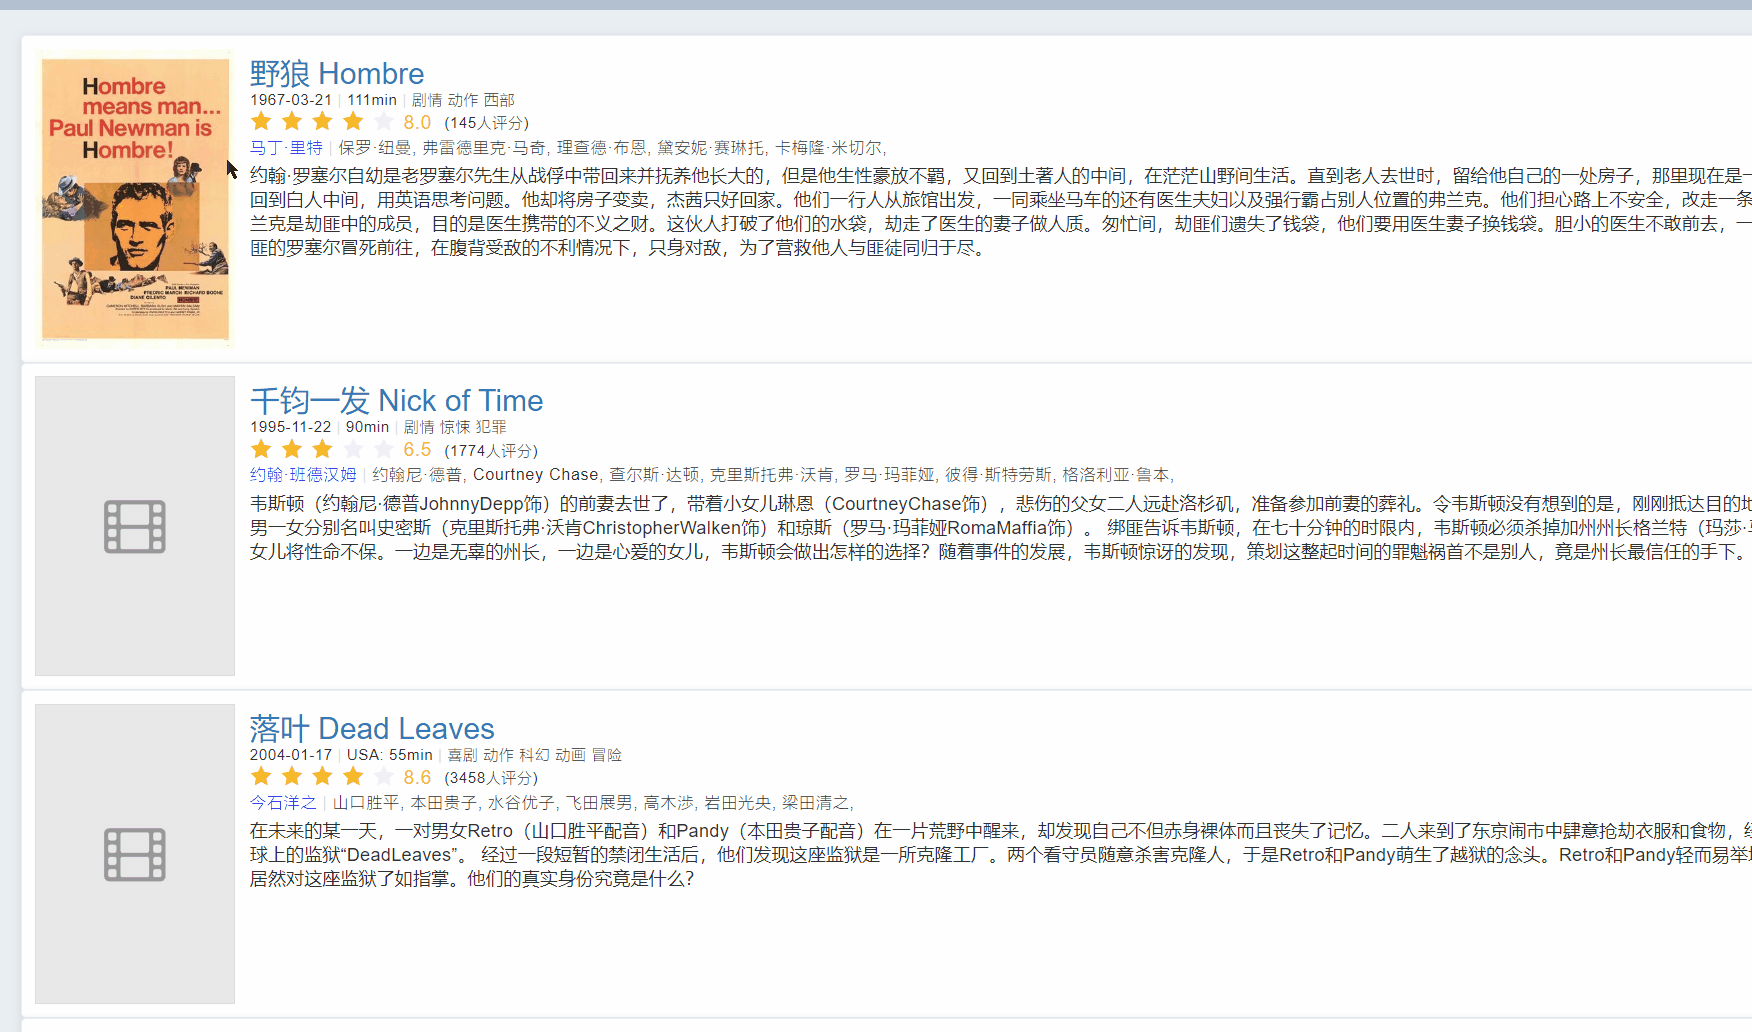 Hombre
means man...
Paul Newman is
Hombre!
PAUL NEWMAN
FREDRIC MARCH RICHARD BOONE
DIANE CILENTO
野狼 Hombre
1967-03-21 | 111min | 剧情 动作 西部
8.0 (145人评分)
马丁·里特 | 保罗·纽曼, 弗雷德里克·马奇, 理查德·布恩, 黛安妮·赛琳托, 卡梅隆·米切尔,
约翰·罗塞尔自幼是老罗塞尔先生从战俘中带回来并抚养他长大的，但是他生性豪放不羁，又回到土著人的中间，在茫茫山野间生活。直到老人去世时，留给他自己的一处房子，那里现在是一
回到白人中间，用英语思考问题。他却将房子变卖，杰茜只好回家。他们一行人从旅馆出发，一同乘坐马车的还有医生夫妇以及强行霸占别人位置的弗兰克。他们担心路上不安全，改走一条
兰克是劫匪中的成员，目的是医生携带的不义之财。这伙人打破了他们的水袋，劫走了医生的妻子做人质。匆忙间，劫匪们遗失了钱袋，他们要用医生妻子换钱袋。胆小的医生不敢前去，一
匪的罗塞尔冒死前往，在腹背受敌的不利情况下，只身对敌，为了营救他人与匪徒同归于尽。
千钧一发 Nick of Time
1995-11-22 | 90min | 剧情 惊悚 犯罪
6.5 (1774人评分)
约翰·班德汉姆 | 约翰尼·德普, Courtney Chase, 查尔斯·达顿, 克里斯托弗·沃肯, 罗马·玛菲娅, 彼得·斯特劳斯, 格洛利亚·鲁本,
韦斯顿（约翰尼·德普JohnnyDepp饰）的前妻去世了，带着小女儿琳恩（CourtneyChase饰），悲伤的父女二人远赴洛杉矶，准备参加前妻的葬礼。令韦斯顿没有想到的是，刚刚抵达目的地
男一女分别名叫史密斯（克里斯托弗·沃肯ChristopherWalken饰）和琼斯（罗马·玛菲娅RomaMaffia饰）。 绑匪告诉韦斯顿，在七十分钟的时限内，韦斯顿必须杀掉加州州长格兰特（玛莎·
女儿将性命不保。一边是无辜的州长，一边是心爱的女儿，韦斯顿会做出怎样的选择？随着事件的发展，韦斯顿惊讶的发现，策划这整起时间的罪魁祸首不是别人，竟是州长最信任的手下。
落叶 Dead Leaves
2004-01-17 | USA: 55min | 喜剧 动作 科幻 动画 冒险
8.6 (3458人评分)
今石洋之 | 山口胜平, 本田贵子, 水谷优子, 飞田展男, 高木渉, 岩田光央, 梁田清之,
在未来的某一天，一对男女Retro（山口胜平配音）和Pandy（本田贵子配音）在一片荒野中醒来，却发现自己不但赤身裸体而且丧失了记忆。二人来到了东京闹市中肆意抢劫衣服和食物，
球上的监狱“DeadLeaves”。 经过一段短暂的禁闭生活后，他们发现这座监狱是一所克隆工厂。两个看守员随意杀害克隆人，于是Retro和Pandy萌生了越狱的念头。Retro和Pandy轻而易举
居然对这座监狱了如指掌。他们的真实身份究竟是什么？